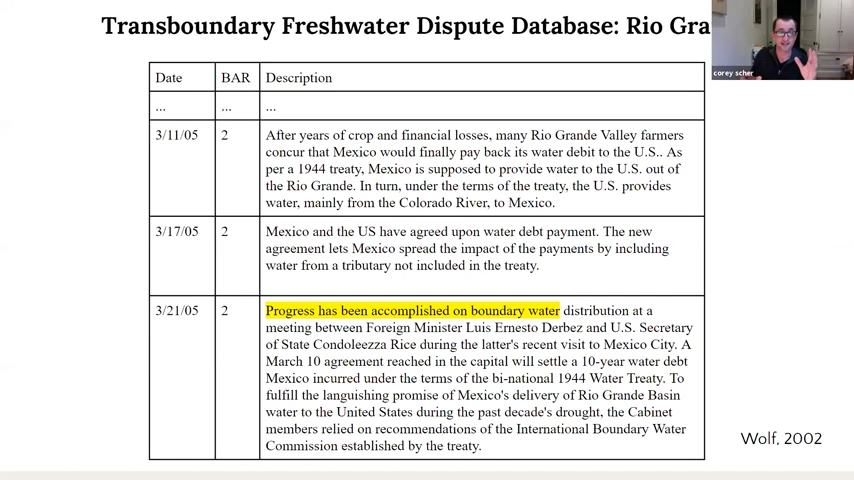 Transboundary Freshwater Dispute Database: Rio Gra
corey scher
Date BAR Description
... ... ...
3/11/05 2 After years of crop and financial losses, many Rio Grande Valley farmers
concur that Mexico would finally pay back its water debit to the U.S.. As
per a 1944 treaty, Mexico is supposed to provide water to the U.S. out of
the Rio Grande. In turn, under the terms of the treaty, the U.S. provides
water, mainly from the Colorado River, to Mexico.
3/17/05 2 Mexico and the US have agreed upon water debt payment. The new
agreement lets Mexico spread the impact of the payments by including
water from a tributary not included in the treaty.
3/21/05 2 Progress has been accomplished on boundary water distribution at a
meeting between Foreign Minister Luis Ernesto Derbez and U.S. Secretary
of State Condoleezza Rice during the latter's recent visit to Mexico City. A
March 10 agreement reached in the capital will settle a 10-year water debt
Mexico incurred under the terms of the bi-national 1944 Water Treaty. To
fulfill the languishing promise of Mexico's delivery of Rio Grande Basin
water to the United States during the past decade's drought, the Cabinet
members relied on recommendations of the International Boundary Water
Commission established by the treaty.
Wolf, 2002